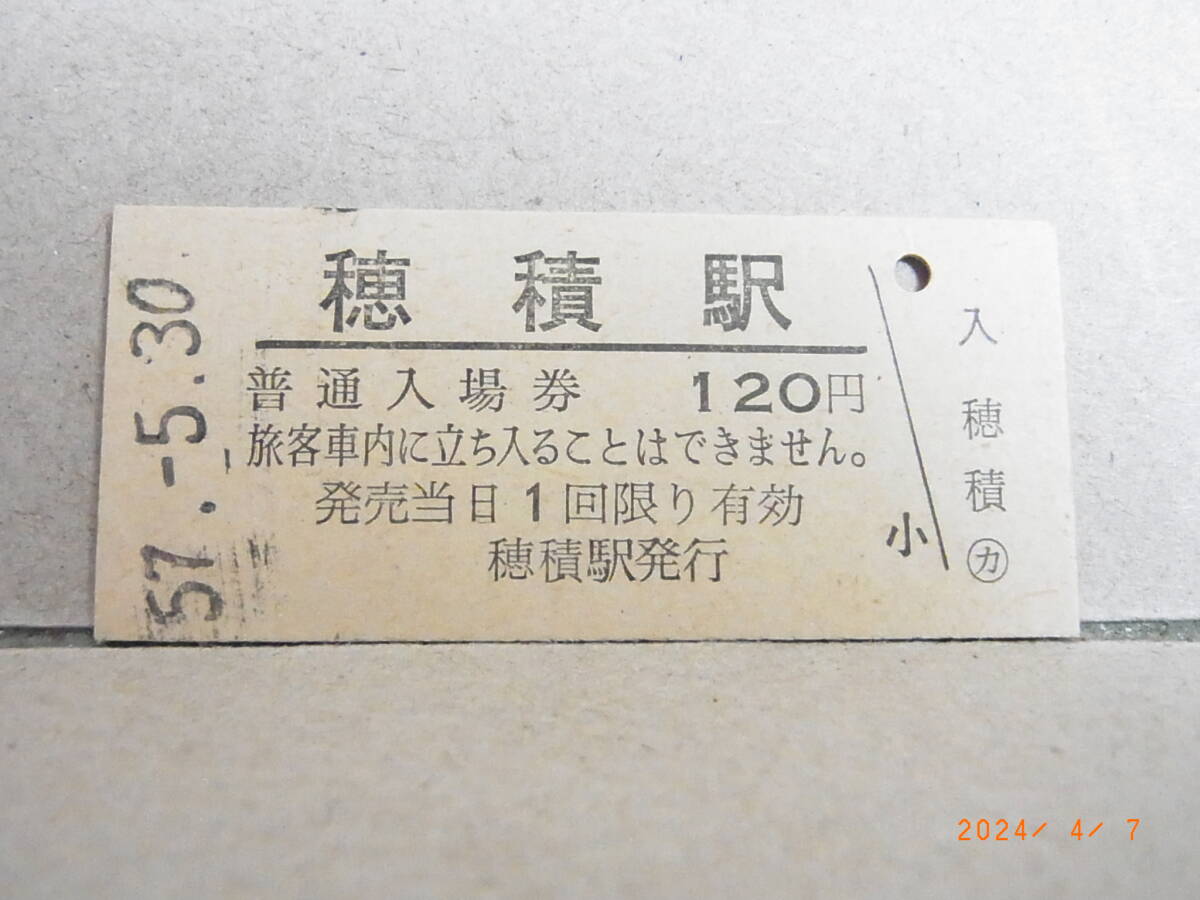 穂積駅
普通入場券 120円
旅客車内に立ち入ることはできません。
発売当日1回限り有効
穂積駅発行
小
入
穂積
㋕
57.-5.30
2024/ 4/ 7